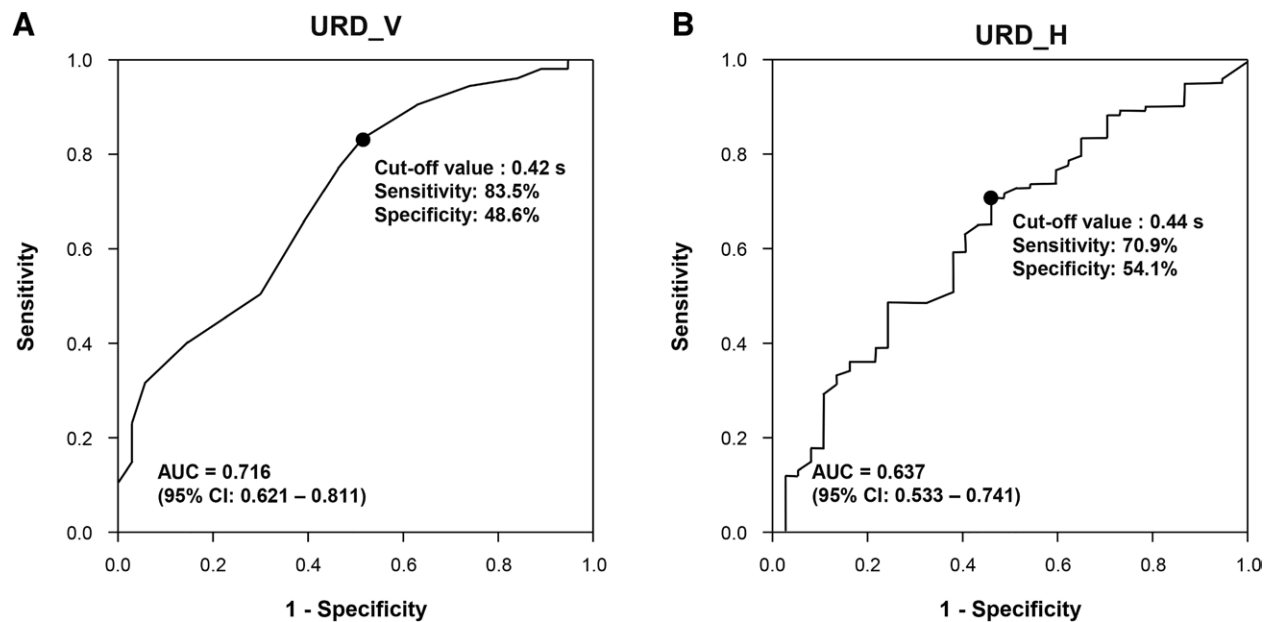 A
URD_V
1.0
0.8
0.6
0.4
0.2
0.0
Sensitivity
Cut-off value : 0.42 s
Sensitivity: 83.5%
Specificity: 48.6%
AUC = 0.716
(95% CI: 0.621 – 0.811)
0.0 0.2 0.4 0.6 0.8 1.0
1 - Specificity
B
URD_H
1.0
0.8
0.6
0.4
0.2
0.0
Sensitivity
Cut-off value : 0.44 s
Sensitivity: 70.9%
Specificity: 54.1%
AUC = 0.637
(95% CI: 0.533 – 0.741)
0.0 0.2 0.4 0.6 0.8 1.0
1 - Specificity